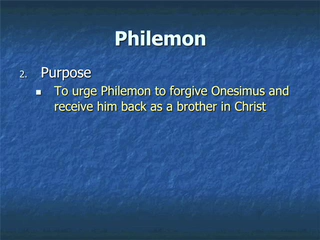 Philemon
2. Purpose
■ To urge Philemon to forgive Onesimus and
receive him back as a brother in Christ